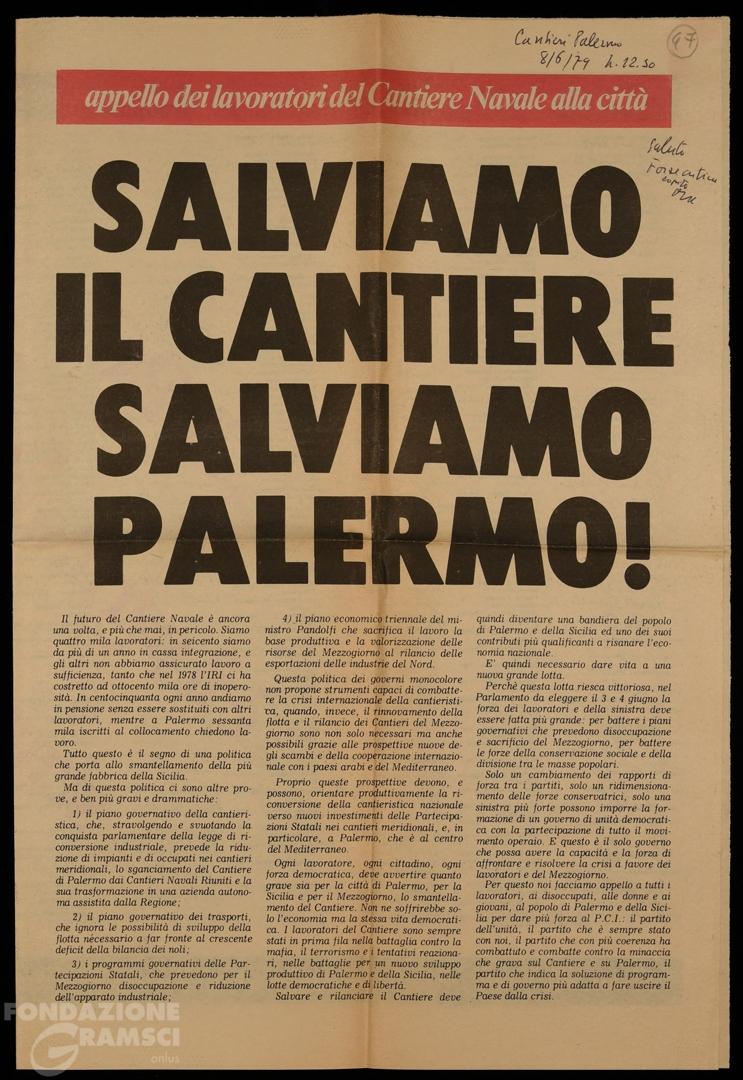 Cantieri Palermo
8/6/79 h. 12.30
47
appello dei lavoratori del Cantiere Navale alla città
Saluto
SALVIAMO
IL CANTIERE
SALVIAMO
PALERMO!
Il futuro del Cantiere Navale è ancora
una volta, e più che mai, in pericolo. Siamo
quattro mila lavoratori: in seicento siamo
da più di un anno in cassa integrazione, e
gli altri non abbiamo assicurato lavoro a
sufficienza, tanto che nel 1978 l'IRI ci ha
costretto ad ottocento mila ore di inopero-
sità. In centocinquanta ogni anno andiamo
in pensione senza essere sostituiti con altri
lavoratori, mentre a Palermo sessanta
mila iscritti al collocamento chiedono la-
voro.
Tutto questo è il segno di una politica
che porta allo smantellamento della più
grande fabbrica della Sicilia.
Ma di questa politica ci sono altre pro-
ve, e ben più gravi e drammatiche:
1) il piano governativo della cantieri-
stica, che, stravolgendo e svuotando la
conquista parlamentare della legge di ri-
conversione industriale, prevede la ridu-
zione di impianti e di occupati nei cantieri
meridionali, lo sganciamento del Cantiere
di Palermo dai Cantieri Navali Riuniti e la
sua trasformazione in una azienda autono-
ma assistita dalla Regione;
2) il piano governativo dei trasporti,
che ignora le possibilità di sviluppo della
flotta necessario a far fronte al crescente
deficit della bilancia dei noli;
3) i programmi governativi delle Par-
tecipazioni Statali, che prevedono per il
Mezzogiorno disoccupazione e riduzione
dell'apparato industriale;
4) il piano economico triennale del mi-
nistro Pandolfi che sacrifica il lavoro la
base produttiva e la valorizzazione delle
risorse del Mezzogiorno al rilancio delle
esportazioni delle industrie del Nord.
Questa politica dei governi monocolore
non propone strumenti capaci di combatte-
re la crisi internazionale della cantieristi-
va, quando, invece, il rinnovamento della
flotta e il rilancio dei Cantieri del Mezzo-
giorno sono non solo necessari ma anche
possibili grazie alle prospettive nuove de-
gli scambi e della cooperazione internazio-
nale con i paesi arabi e del Mediterraneo.
Proprio queste prospettive devono, e
possono, orientare produttivamente la ri-
conversione della cantieristica nazionale
verso nuovi investimenti delle Partecipa-
zioni Statali nei cantieri meridionali, e, in
particolare, a Palermo, che è al centro
del Mediterraneo.
Ogni lavoratore, ogni cittadino, ogni
forza democratica, deve avvertire quanto
grave sia per la città di Palermo, per la
Sicilia e per il Mezzogiorno, lo smantella-
mento del Cantiere. Non ne soffrirebbe so-
lo l'economia ma la stessa vita democrati-
ca. I lavoratori del Cantiere sono sempre
stati in prima fila nella battaglia contro la
mafia, il terrorismo e i tentativi reaziona-
ri, nelle battaglie per un nuovo sviluppo
produttivo di Palermo e della Sicilia, nelle
lotte democratiche e di libertà.
Salvare e rilanciare il Cantiere deve
quindi diventare una bandiera del popolo
di Palermo e della Sicilia ed uno dei suoi
contributi più qualificanti a risanare l'eco-
nomia nazionale.
E' quindi necessario dare vita a una
nuova grande lotta.
Perchè questa lotta riesca vittoriosa, nel
Parlamento da eleggere il 3 e 4 giugno la
forza dei lavoratori e della sinistra deve
essere fatta più grande: per battere i piani
governativi che prevedono disoccupazione
e sacrificio del Mezzogiorno, per battere
le forze della conservazione sociale e della
divisione tra le masse popolari.
Solo un cambiamento dei rapporti di
forza tra i partiti, solo un ridimensiona-
mento delle forze conservatrici, solo una
sinistra più forte possono imporre la for-
mazione di un governo di unità democrati-
ca con la partecipazione di tutto il movi-
mento operaio. E questo è il solo governo
che possa avere la capacità e la forza di
affrontare e risolvere la crisi a favore dei
lavoratori e del Mezzogiorno.
Per questo noi facciamo appello a tutti i
lavoratori, ai disoccupati, alle donne e ai
giovani, al popolo di Palermo e della Sici-
lia per dare più forza al P.C.I.: il partito
dell'unità, il partito che è sempre stato
con noi, il partito che con più coerenza ha
combattuto e combatte contro la minaccia
che grava sul Cantiere e su Palermo, il
partito che indica la soluzione di program-
ma e di governo più adatta a fare uscire il
Paese dalla crisi.
FONDAZIONE
GRAMSCI
onlus